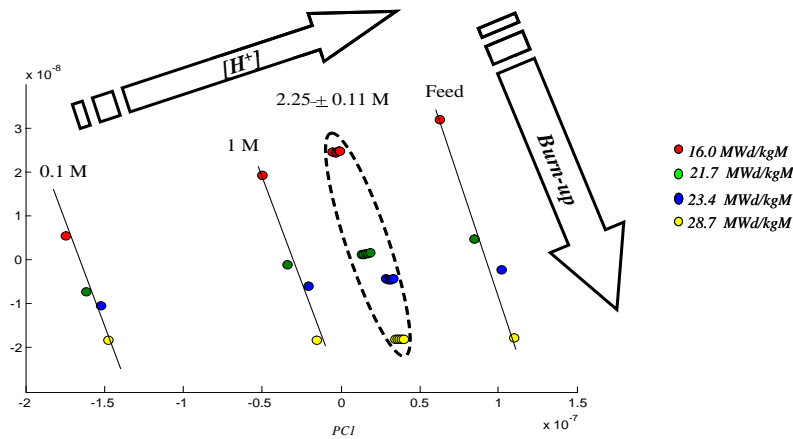 [H+]
x 10⁻⁸
2.25 ± 0.11 M
Feed
1 M
0.1 M
Burn-up
16.0 MWd/kgM
21.7 MWd/kgM
23.4 MWd/kgM
28.7 MWd/kgM
3
2
1
0
-1
-2
-2 -1.5 -1 -0.5 0 0.5 1 1.5
x 10⁻⁷
PC1